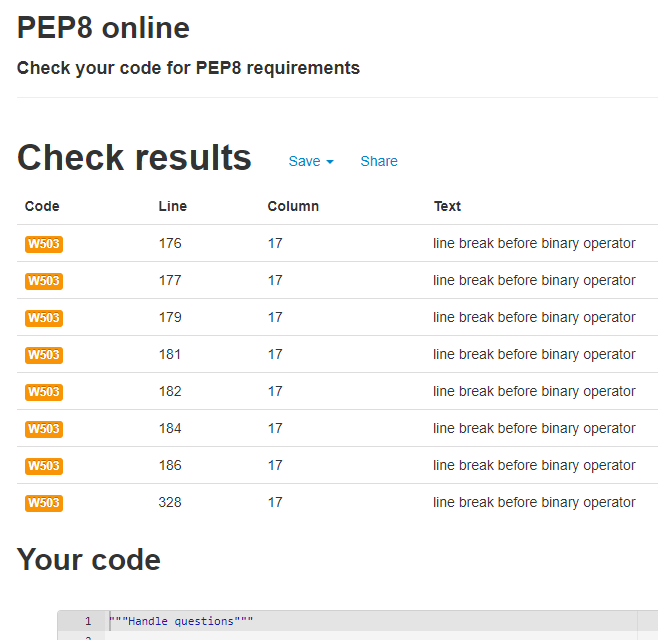 PEP8 online
Check your code for PEP8 requirements
Check results Save Share
Code Line Column Text
W503 176 17 line break before binary operator
W503 177 17 line break before binary operator
W503 179 17 line break before binary operator
W503 181 17 line break before binary operator
W503 182 17 line break before binary operator
W503 184 17 line break before binary operator
W503 186 17 line break before binary operator
W503 328 17 line break before binary operator
Your code
1 """Handle questions"""